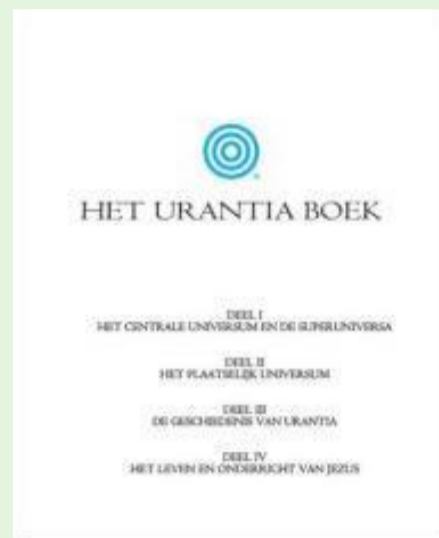 HET URANTIA BOEK
DEEL I
HET CENTRALE UNIVERSUM EN DE SUPERUNIVERSA
DEEL II
HET PLAATSELIJK UNIVERSUM
DEEL III
DE GESCHIEDENIS VAN URANTIA
DEEL IV
HET LEVEN EN ONDERRICHT VAN JEZUS